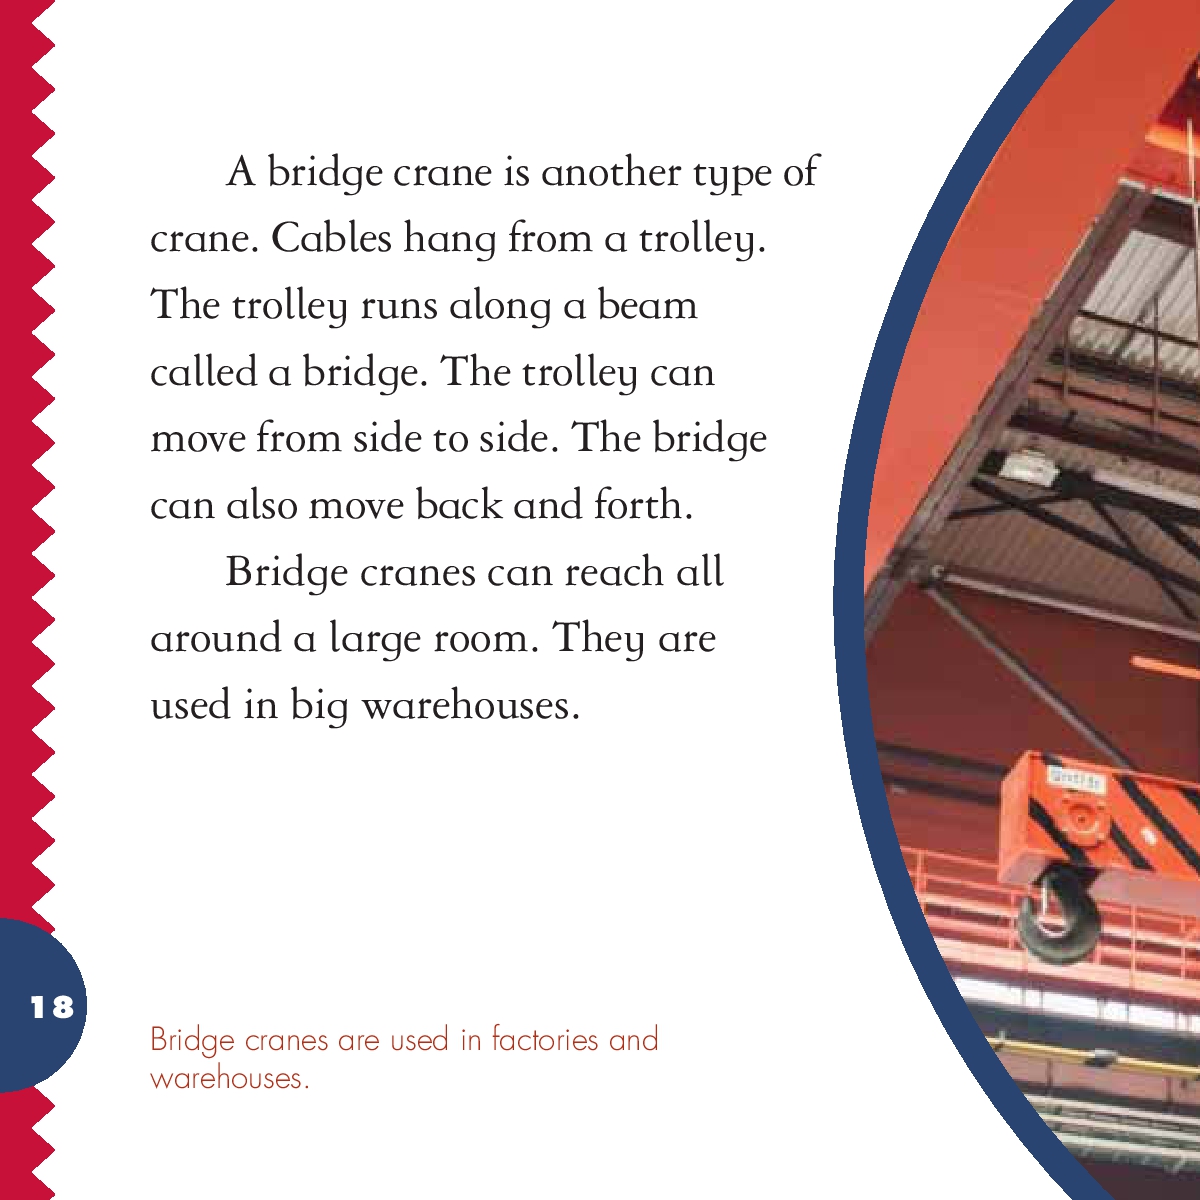 A bridge crane is another type of
crane. Cables hang from a trolley.
The trolley runs along a beam
called a bridge. The trolley can
move from side to side. The bridge
can also move back and forth.
Bridge cranes can reach all
around a large room. They are
used in big warehouses.
18
Bridge cranes are used in factories and
warehouses.